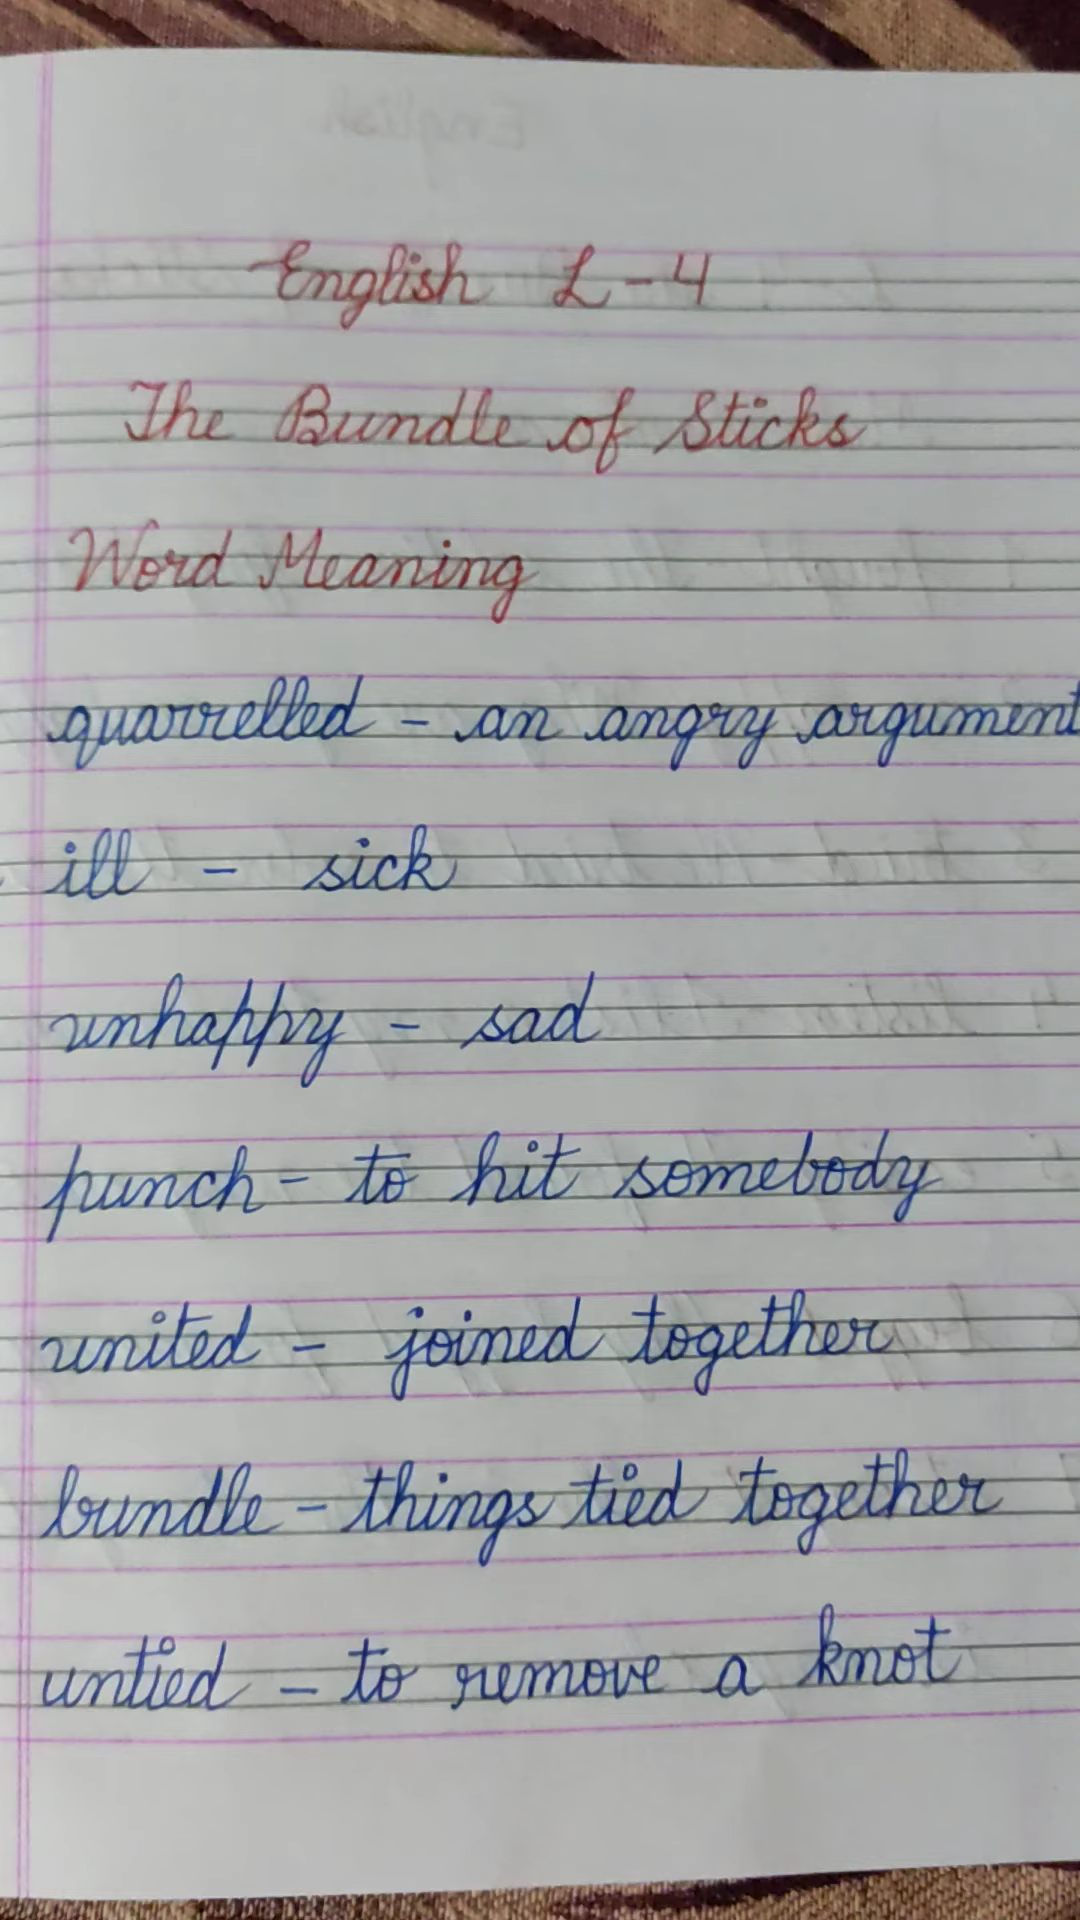 English L-4
The Bundle of Sticks
Word Meaning
quarrelled - an angry argument
ill - sick
unhappy - sad
punch - to hit somebody
united - joined together
bundle - things tied together
untied - to remove a knot